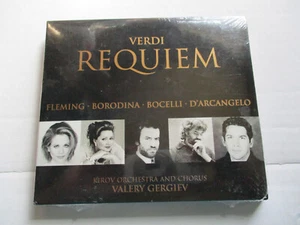 VERDI
REQUIEM
FLEMING · BORODINA · BOCELLI · D'ARCANGELO
KIROV ORCHESTRA AND CHORUS
VALERY GERGIEV